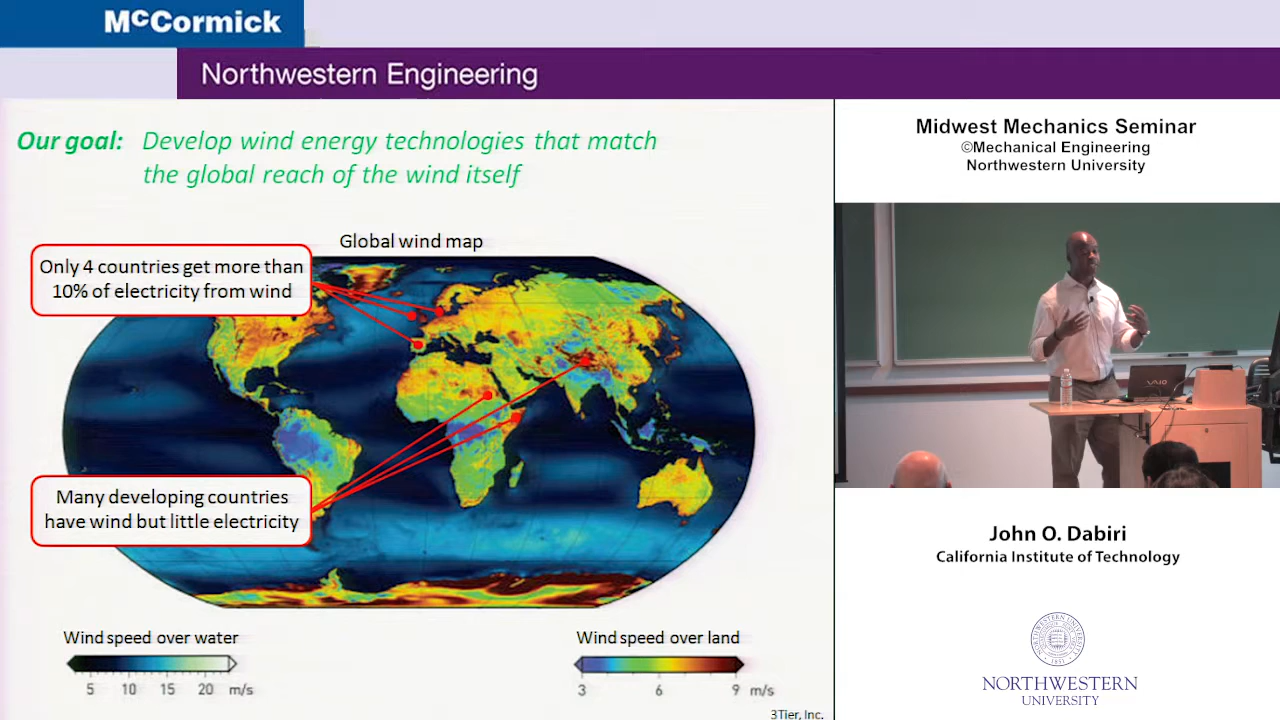 McCormick
Northwestern Engineering
Our goal: Develop wind energy technologies that match
the global reach of the wind itself
Global wind map
Only 4 countries get more than
10% of electricity from wind
Many developing countries
have wind but little electricity
Wind speed over water
5 10 15 20 m/s
Wind speed over land
3 6 9 m/s
3Tier, Inc.
Midwest Mechanics Seminar
©Mechanical Engineering
Northwestern University
VAIO
John O. Dabiri
California Institute of Technology
NORTHWESTERN
UNIVERSITY